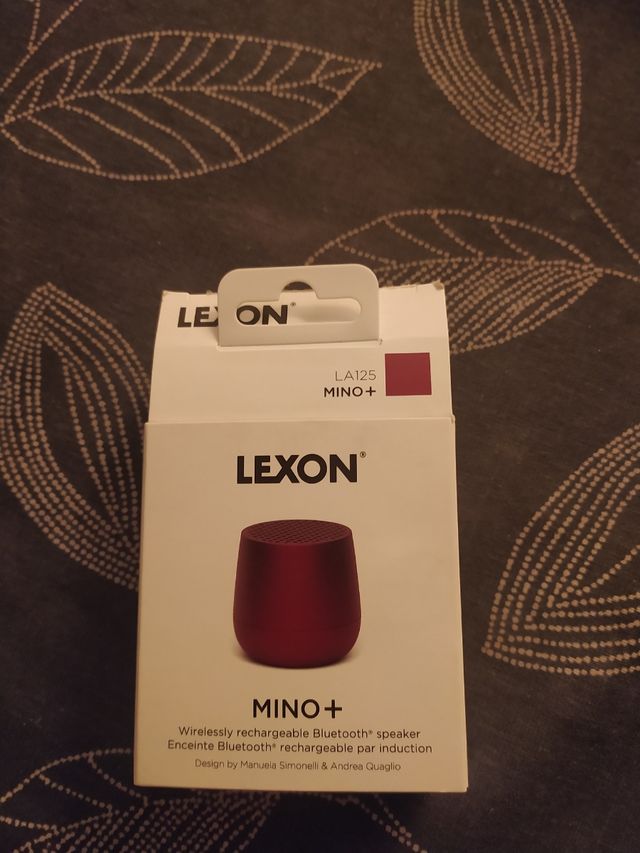 LEXON®
LA125
MINO+
LEXON®
MINO+
Wirelessly rechargeable Bluetooth® speaker
Enceinte Bluetooth® rechargeable par induction
Design by Manuela Simonelli & Andrea Quaglio